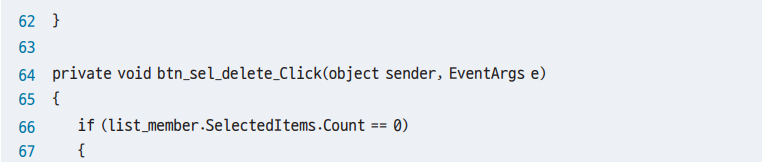 62 }
63
64 private void btn_sel_delete_Click(object sender, EventArgs e)
65 {
66 if (list_member.SelectedItems.Count == 0)
67 {